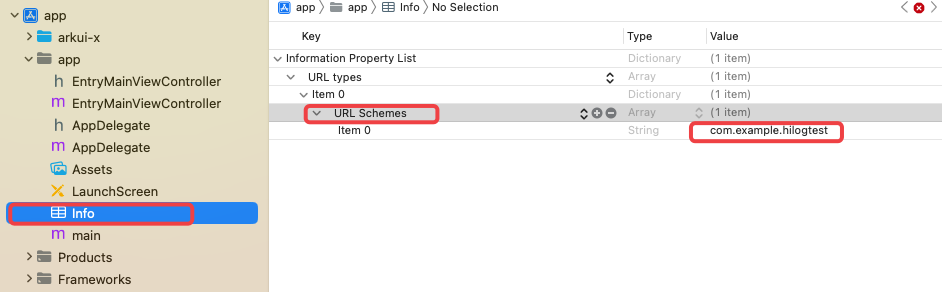 app
arkui-x
app
h EntryMainViewController
m EntryMainViewController
h AppDelegate
m AppDelegate
Assets
LaunchScreen
Info
m main
Products
Frameworks
app > app > Info > No Selection
Key Type Value
Information Property List Dictionary (1 item)
URL types Array (1 item)
Item 0 Dictionary (1 item)
URL Schemes Array (1 item)
Item 0 String com.example.hilogtest